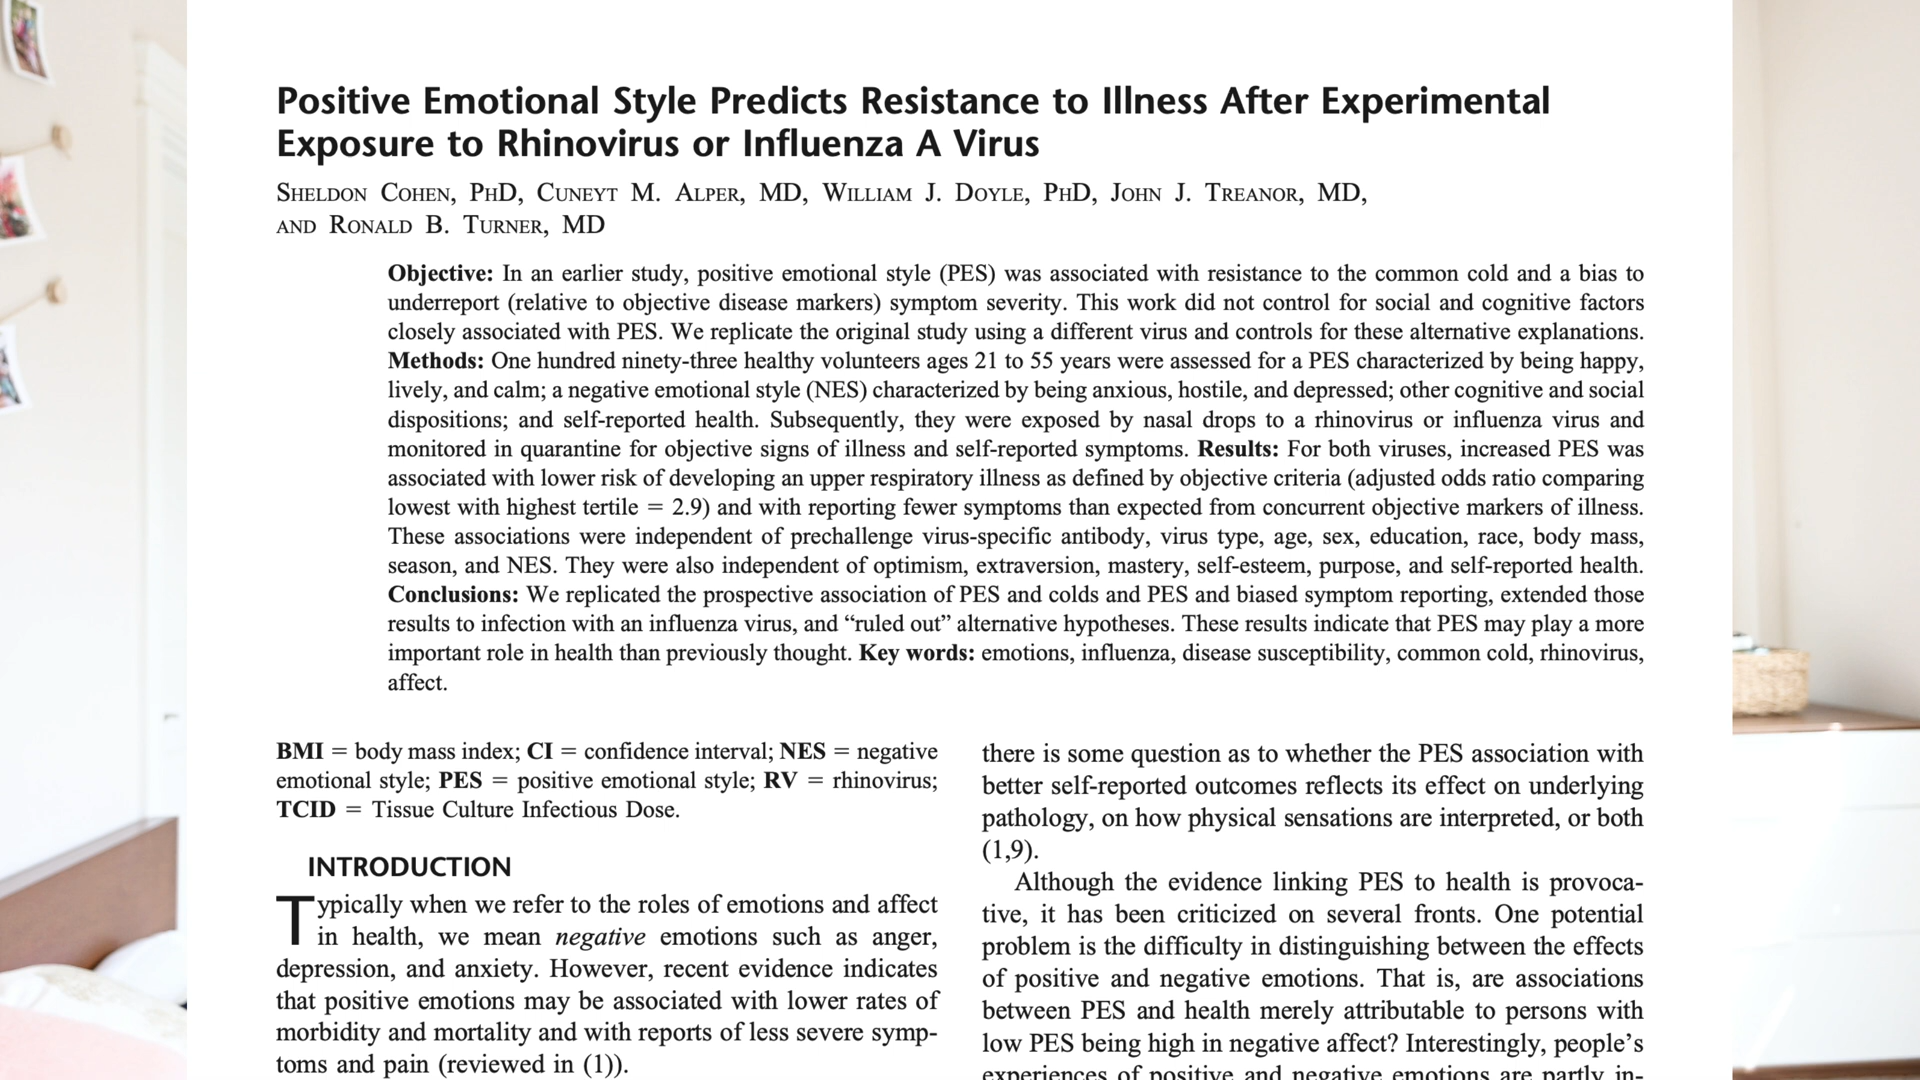 Positive Emotional Style Predicts Resistance to Illness After Experimental
Exposure to Rhinovirus or Influenza A Virus
SHELDON COHEN, PHD, CUNEYT M. ALPER, MD, WILLIAM J. DOYLE, PHD, JOHN J. TREANOR, MD,
AND RONALD B. TURNER, MD
Objective: In an earlier study, positive emotional style (PES) was associated with resistance to the common cold and a bias to
underreport (relative to objective disease markers) symptom severity. This work did not control for social and cognitive factors
closely associated with PES. We replicate the original study using a different virus and controls for these alternative explanations.
Methods: One hundred ninety-three healthy volunteers ages 21 to 55 years were assessed for a PES characterized by being happy,
lively, and calm; a negative emotional style (NES) characterized by being anxious, hostile, and depressed; other cognitive and social
dispositions; and self-reported health. Subsequently, they were exposed by nasal drops to a rhinovirus or influenza virus and
monitored in quarantine for objective signs of illness and self-reported symptoms. Results: For both viruses, increased PES was
associated with lower risk of developing an upper respiratory illness as defined by objective criteria (adjusted odds ratio comparing
lowest with highest tertile = 2.9) and with reporting fewer symptoms than expected from concurrent objective markers of illness.
These associations were independent of prechallenge virus-specific antibody, virus type, age, sex, education, race, body mass,
season, and NES. They were also independent of optimism, extraversion, mastery, self-esteem, purpose, and self-reported health.
Conclusions: We replicated the prospective association of PES and colds and PES and biased symptom reporting, extended those
results to infection with an influenza virus, and “ruled out” alternative hypotheses. These results indicate that PES may play a more
important role in health than previously thought. Key words: emotions, influenza, disease susceptibility, common cold, rhinovirus,
affect.
BMI = body mass index; CI = confidence interval; NES = negative
emotional style; PES = positive emotional style; RV = rhinovirus;
TCID = Tissue Culture Infectious Dose.
INTRODUCTION
Typically when we refer to the roles of emotions and affect
in health, we mean negative emotions such as anger,
depression, and anxiety. However, recent evidence indicates
that positive emotions may be associated with lower rates of
morbidity and mortality and with reports of less severe symp-
toms and pain (reviewed in (1)).
there is some question as to whether the PES association with
better self-reported outcomes reflects its effect on underlying
pathology, on how physical sensations are interpreted, or both
(1,9).
Although the evidence linking PES to health is provoca-
tive, it has been criticized on several fronts. One potential
problem is the difficulty in distinguishing between the effects
of positive and negative emotions. That is, are associations
between PES and health merely attributable to persons with
low PES being high in negative affect? Interestingly, people’s
experiences of positive and negative emotions are partly in-